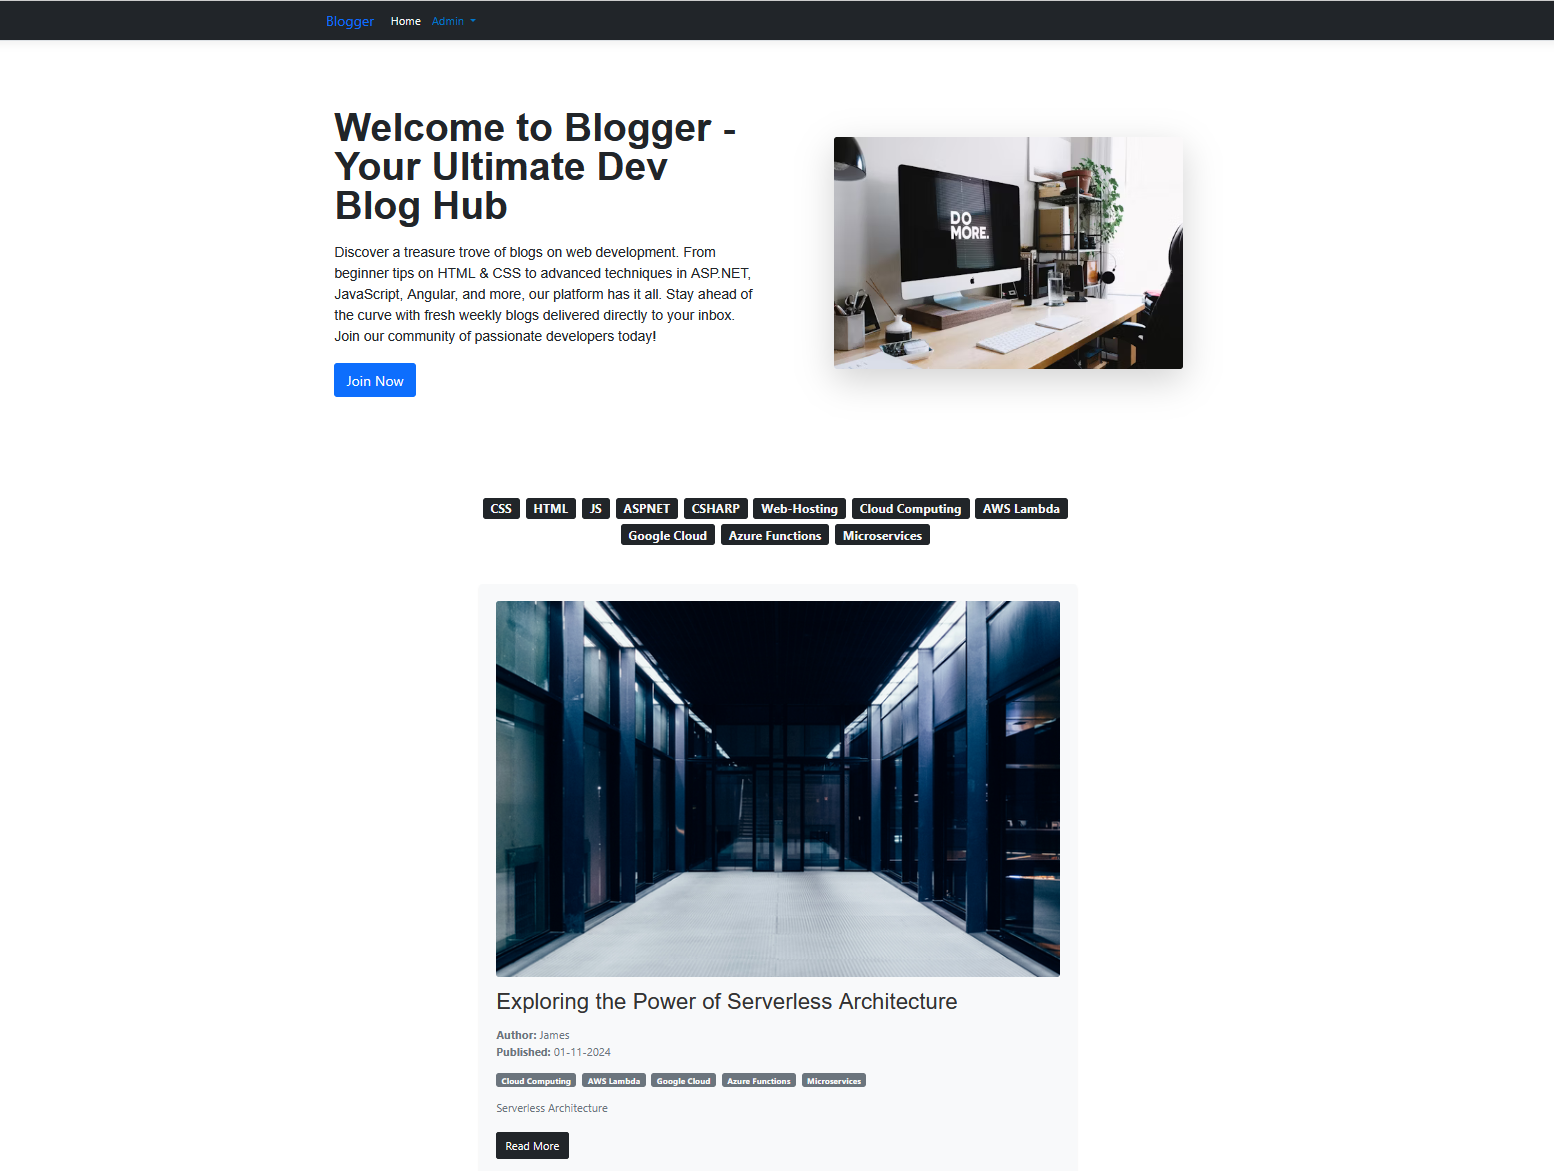 Blogger Home Admin
Welcome to Blogger -
Your Ultimate Dev
Blog Hub
Discover a treasure trove of blogs on web development. From
beginner tips on HTML & CSS to advanced techniques in ASP.NET,
JavaScript, Angular, and more, our platform has it all. Stay ahead of
the curve with fresh weekly blogs delivered directly to your inbox.
Join our community of passionate developers today!
Join Now
DO
MORE.
CSS HTML JS ASPNET CSHARP Web-Hosting Cloud Computing AWS Lambda
Google Cloud Azure Functions Microservices
Exploring the Power of Serverless Architecture
Author: James
Published: 01-11-2024
Cloud Computing AWS Lambda Google Cloud Azure Functions Microservices
Serverless Architecture
Read More